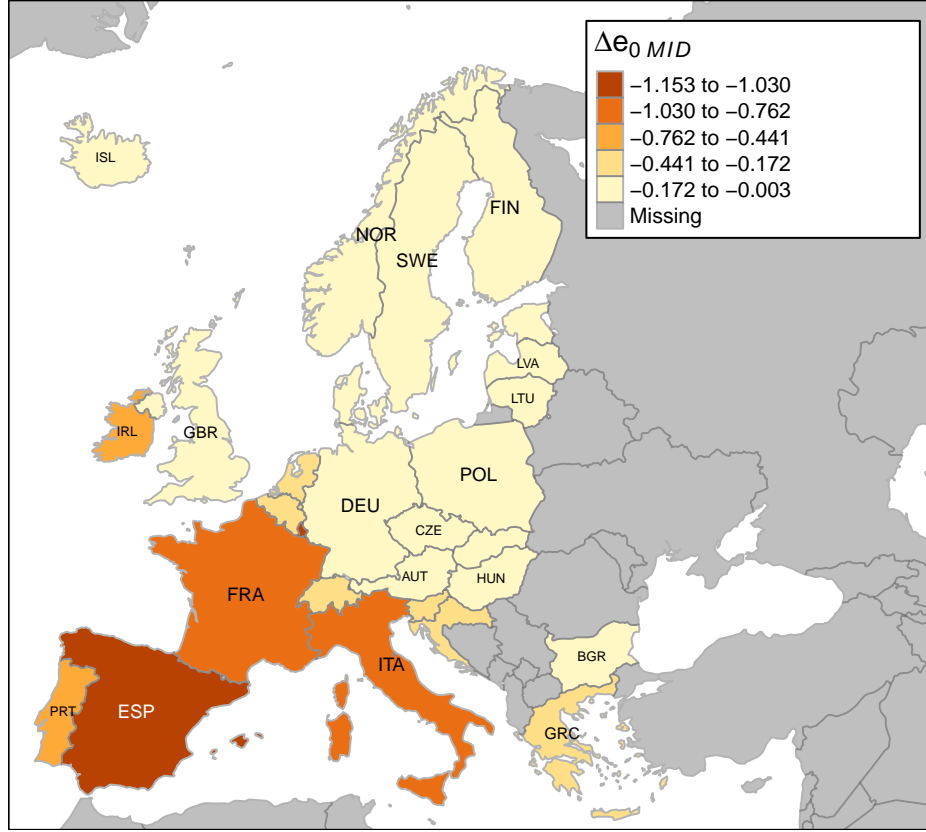 Δe0 MID
−1.153 to −1.030
−1.030 to −0.762
−0.762 to −0.441
−0.441 to −0.172
−0.172 to −0.003
Missing
ISL
FIN
NOR
SWE
LVA
LTU
IRL
GBR
POL
DEU
CZE
AUT
HUN
FRA
BGR
ITA
PRT
ESP
GRC